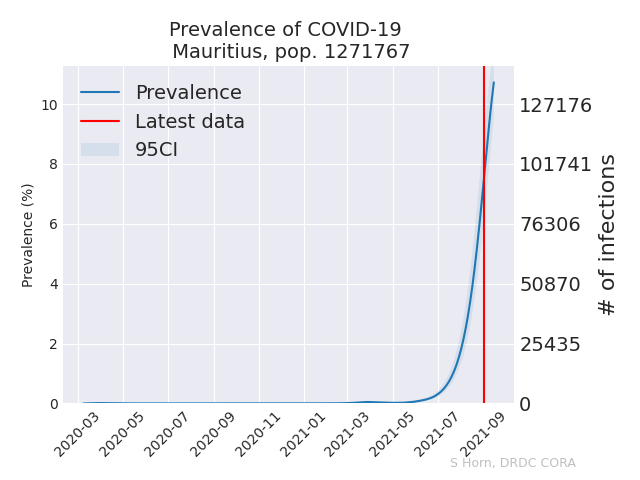 Prevalence of COVID-19
Mauritius, pop. 1271767
Prevalence
Latest data
95CI
Prevalence (%)
10
8
6
4
2
0
127176
101741
76306
50870
25435
0
# of infections
2020-03
2020-05
2020-07
2020-09
2020-11
2021-01
2021-03
2021-05
2021-07
2021-09
S Horn, DRDC CORA